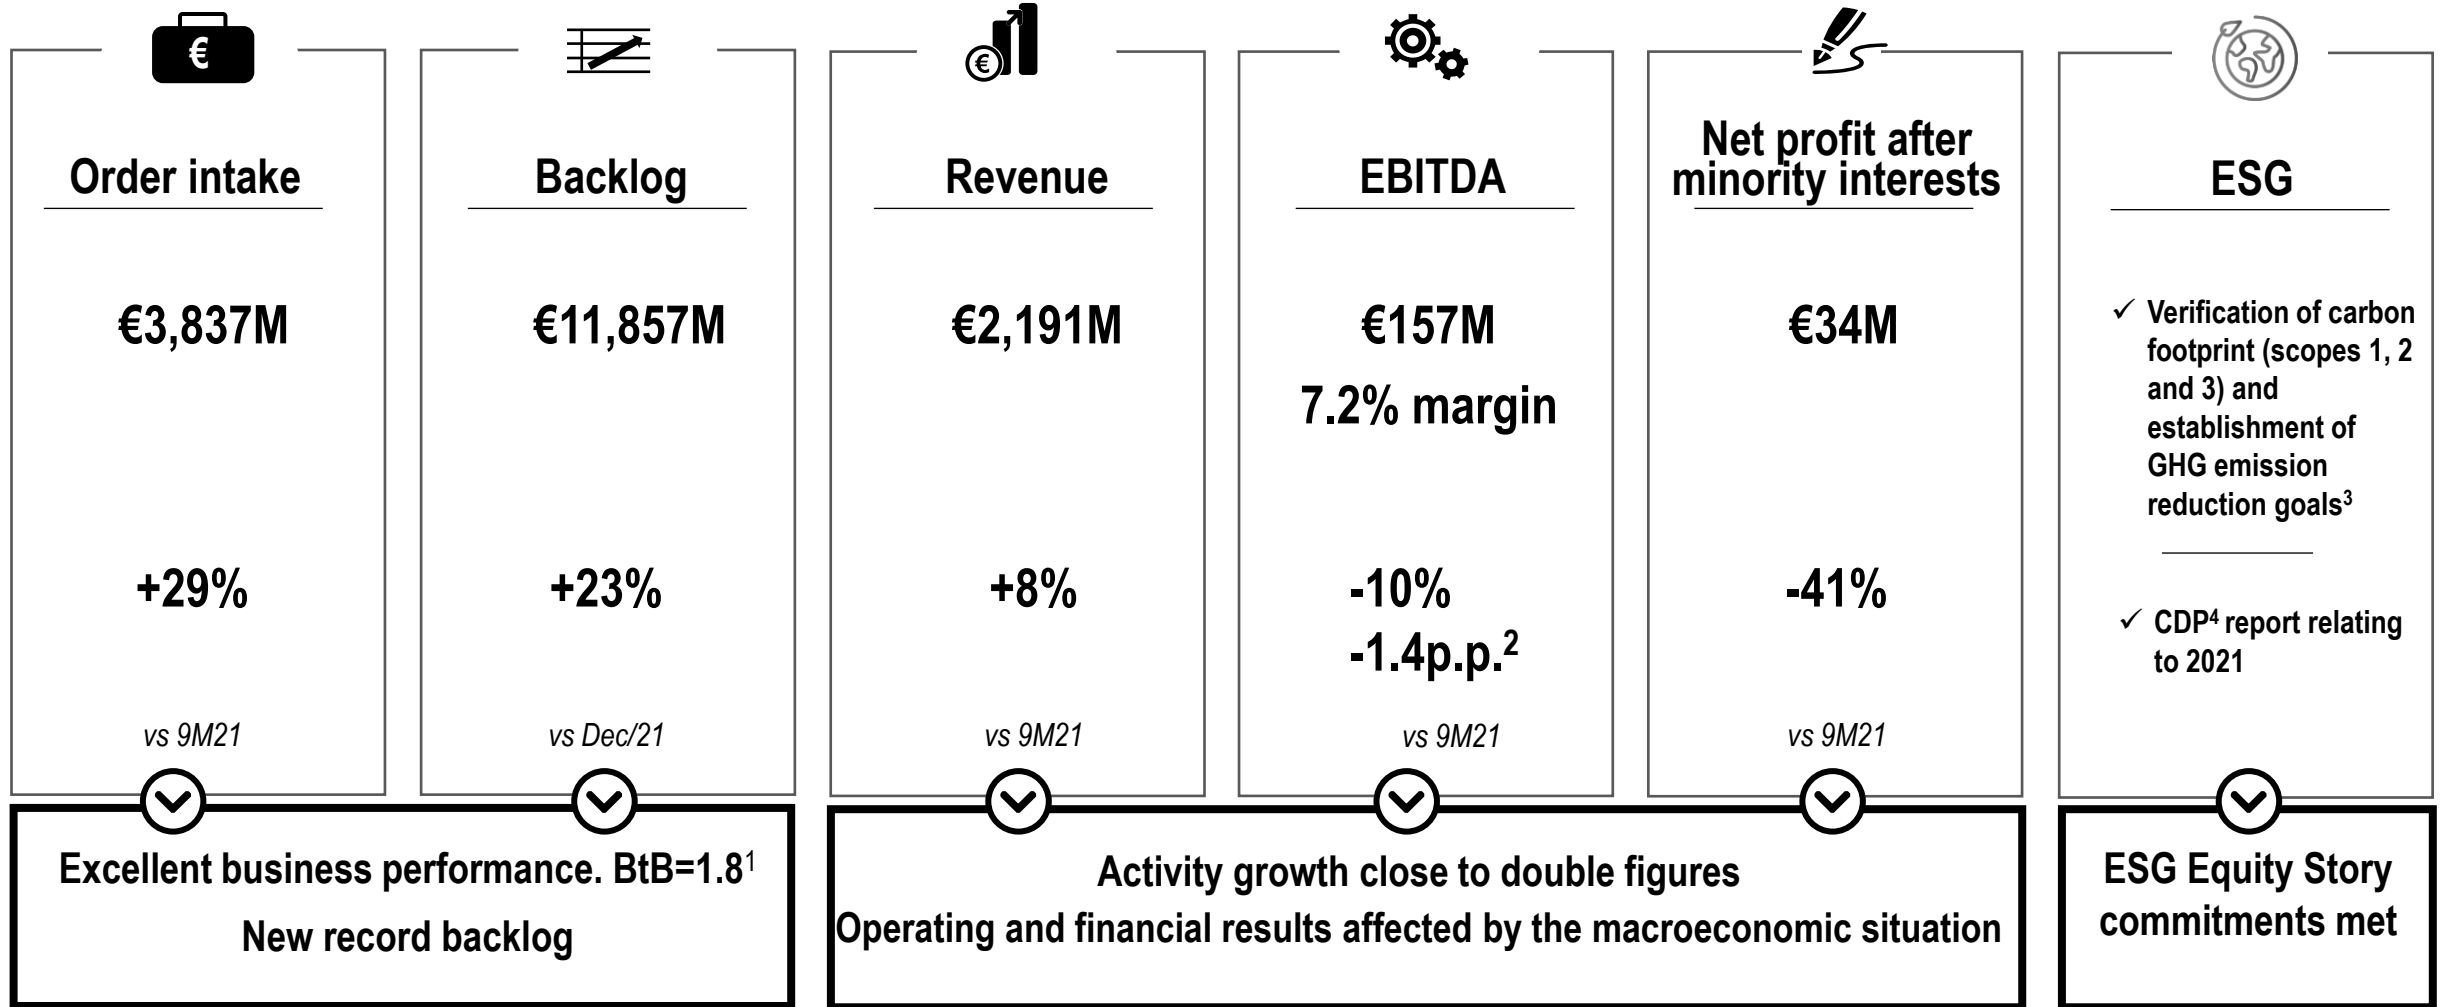 €
Order intake
€3,837M
+29%
vs 9M21
Backlog
€11,857M
+23%
vs Dec/21
Excellent business performance. BtB=1.8¹
New record backlog
€
Revenue
€2,191M
+8%
vs 9M21
EBITDA
€157M
7.2% margin
-10%
-1.4p.p.²
vs 9M21
Net profit after
minority interests
€34M
-41%
vs 9M21
Activity growth close to double figures
Operating and financial results affected by the macroeconomic situation
ESG
✓ Verification of carbon
footprint (scopes 1, 2
and 3) and
establishment of
GHG emission
reduction goals³
✓ CDP⁴ report relating
to 2021
ESG Equity Story
commitments met